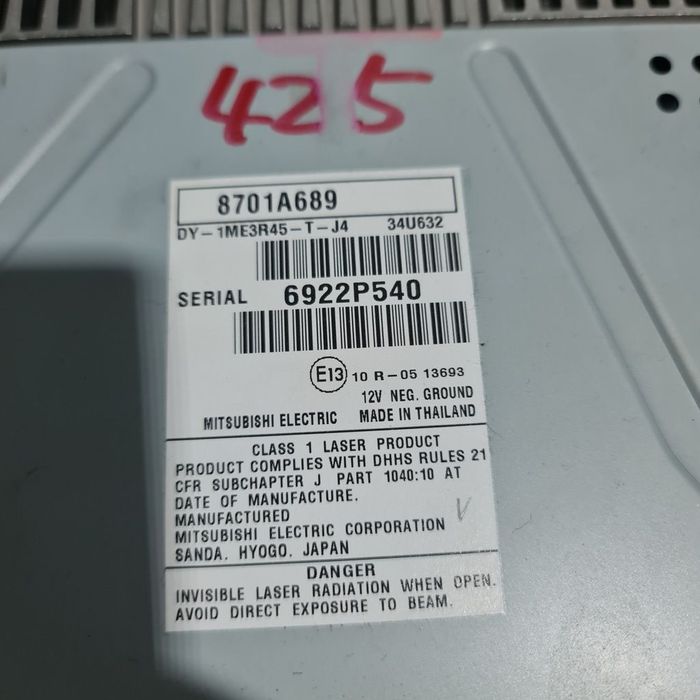 425
8701A689
DY-1ME3R45-T-J4 34U632
SERIAL 6922P540
E13 10 R-05 13693
12V NEG. GROUND
MITSUBISHI ELECTRIC MADE IN THAILAND
CLASS 1 LASER PRODUCT
PRODUCT COMPLIES WITH DHHS RULES 21
CFR SUBCHAPTER J PART 1040:10 AT
DATE OF MANUFACTURE.
MANUFACTURED
MITSUBISHI ELECTRIC CORPORATION
SANDA, HYOGO, JAPAN
DANGER
INVISIBLE LASER RADIATION WHEN OPEN.
AVOID DIRECT EXPOSURE TO BEAM.